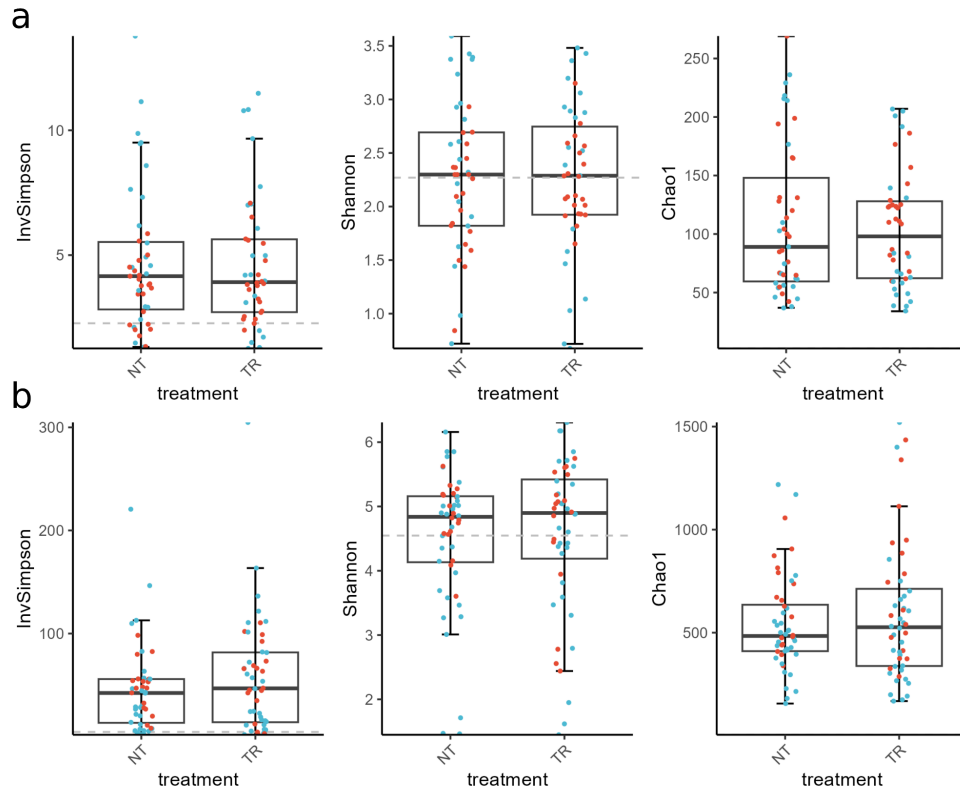 a
InvSimpson
10
5
NT
TR
treatment
Shannon
3.5
3.0
2.5
2.0
1.5
1.0
NT
TR
treatment
Chao1
250
200
150
100
50
NT
TR
treatment
b
InvSimpson
300
200
100
NT
TR
treatment
Shannon
6
5
4
3
2
NT
TR
treatment
Chao1
1500
1000
500
NT
TR
treatment